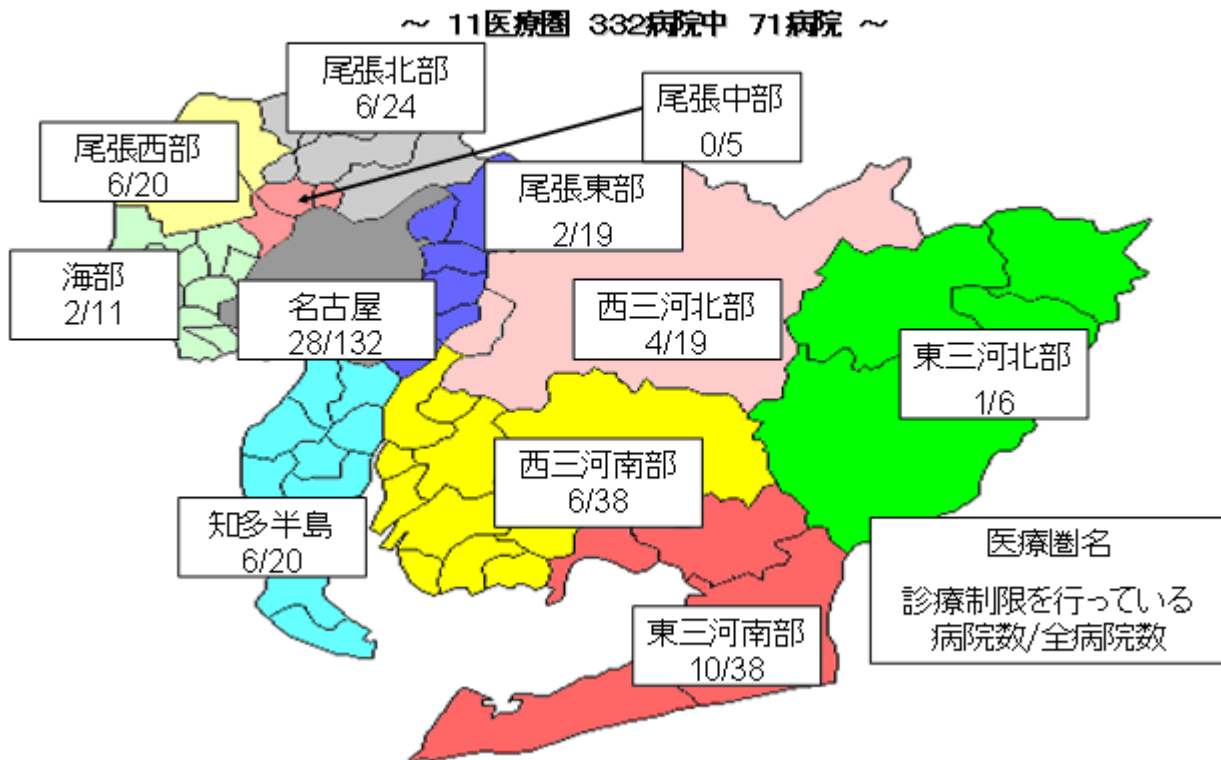 ～ 11医療圏 332病院中 71病院 ～
尾張北部
6/24
尾張中部
0/5
尾張西部
6/20
尾張東部
2/19
海部
2/11
名古屋
28/132
西三河北部
4/19
東三河北部
1/6
西三河南部
6/38
知多半島
6/20
東三河南部
10/38
医療圏名
診療制限を行っている
病院数/全病院数